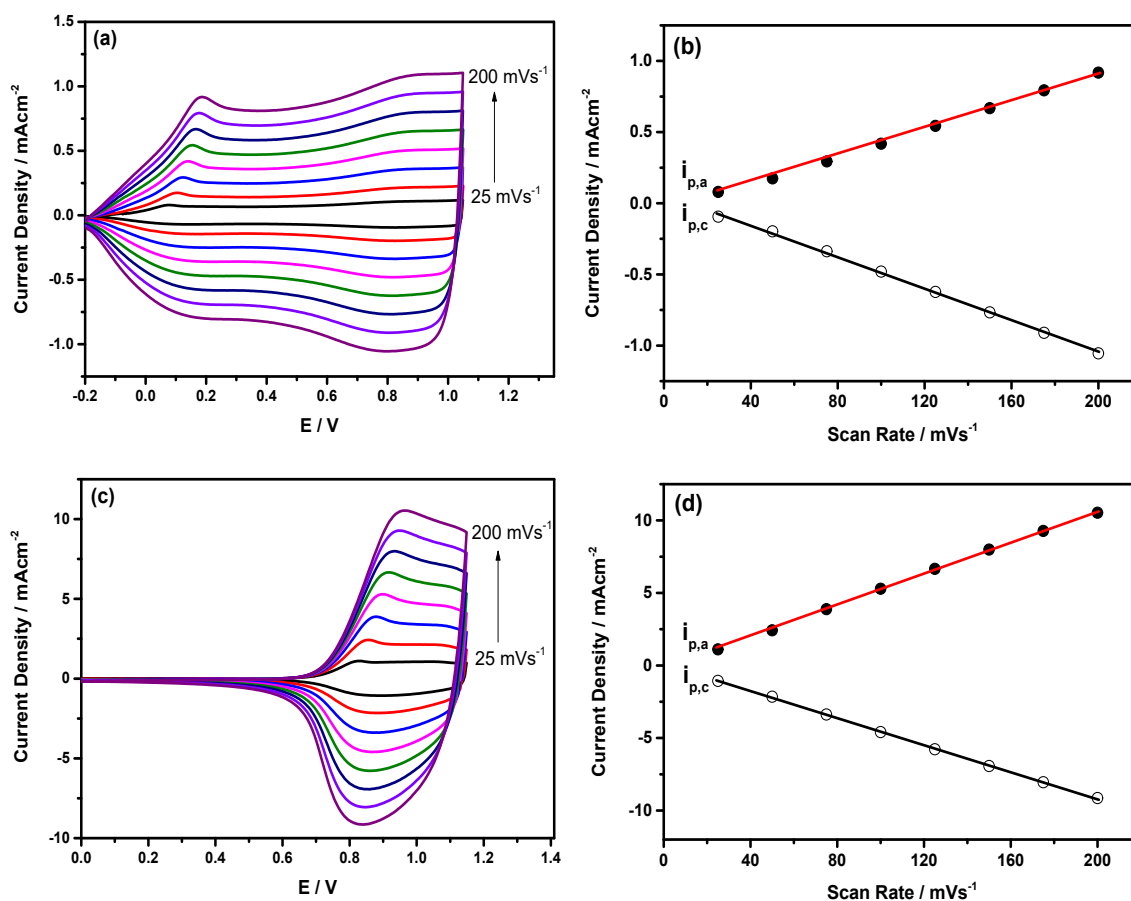 (a)
200 mVs-1
25 mVs-1
1.5
1.0
0.5
0.0
-0.5
-1.0
Current Density / mAcm-2
-0.2 0.0 0.2 0.4 0.6 0.8 1.0 1.2
E / V
(b)
ip,a
ip,c
1.0
0.5
0.0
-0.5
-1.0
Current Density / mAcm-2
40 80 120 160 200
Scan Rate / mVs-1
(c)
200 mVs-1
25 mVs-1
10
5
0
-5
-10
Current Density / mAcm-2
0.0 0.2 0.4 0.6 0.8 1.0 1.2 1.4
E / V
(d)
ip,a
ip,c
10
5
0
-5
-10
Current Density / mAcm-2
40 80 120 160 200
Scan Rate / mVs-1